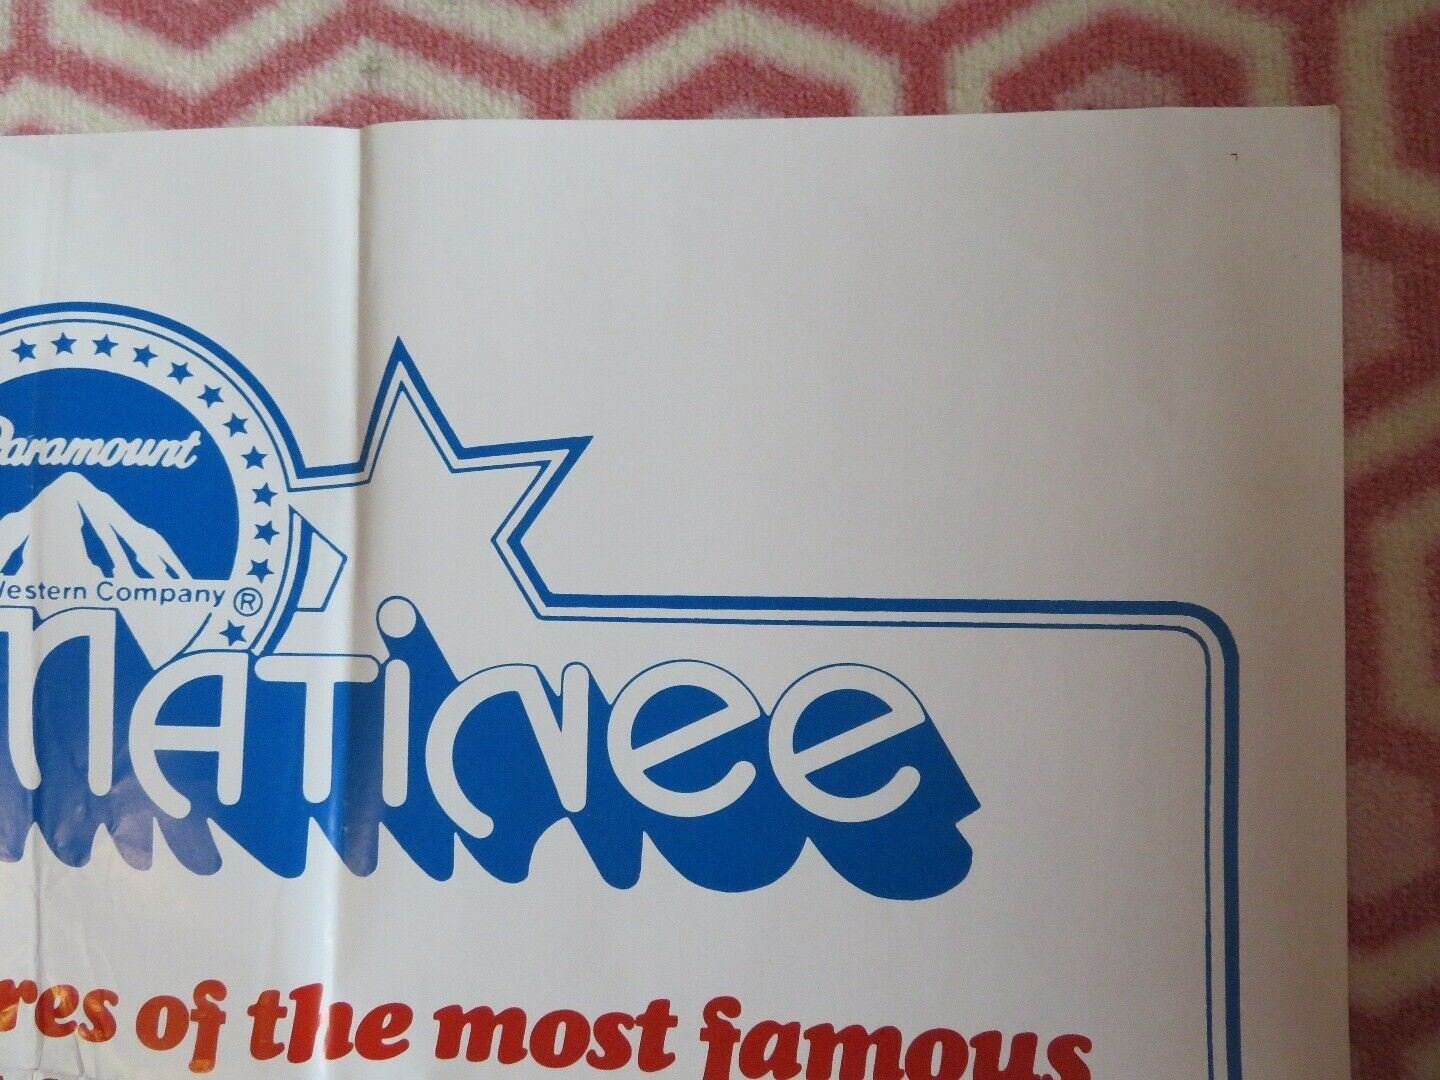 Paramount
Western Company ®
MATINEE
res of the most famous